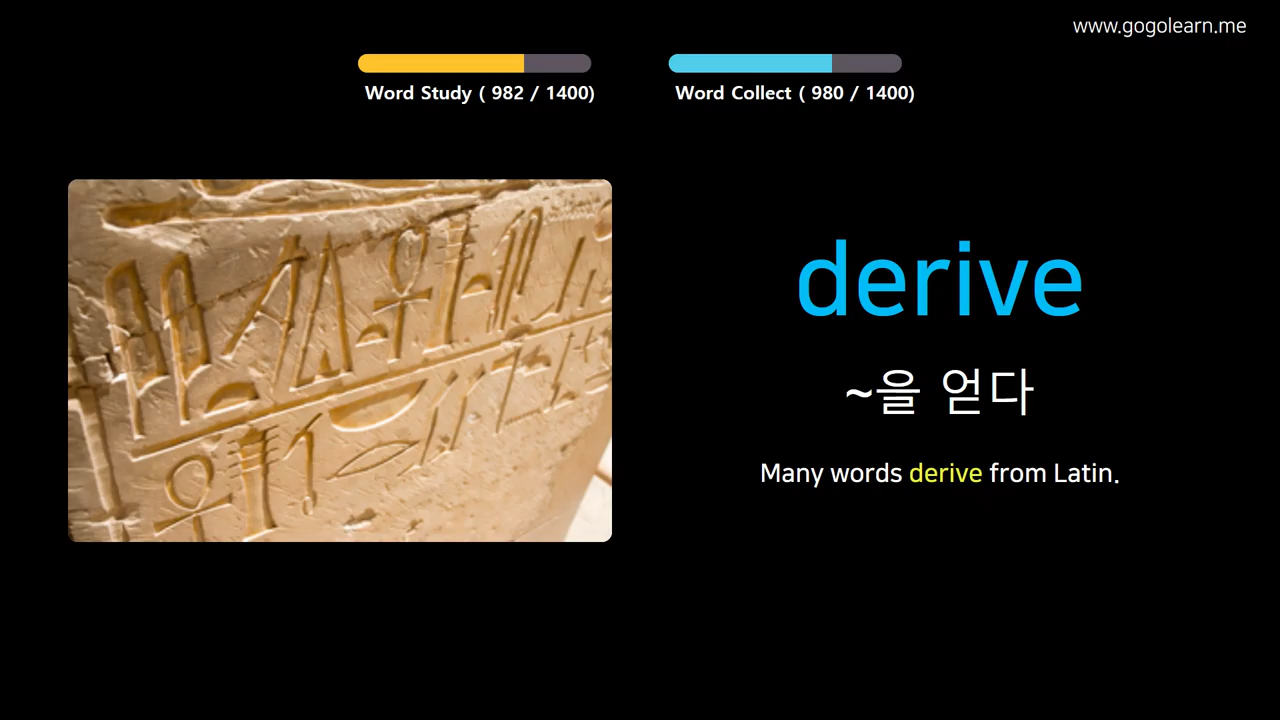 www.gogolearn.me
Word Study ( 982 / 1400)
Word Collect ( 980 / 1400)
derive
~을 얻다
Many words derive from Latin.